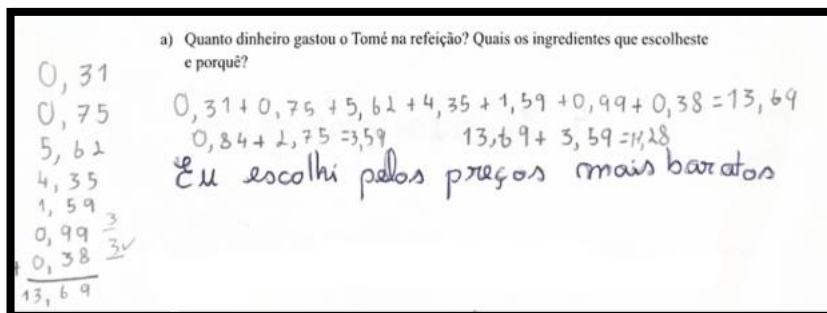 a) Quanto dinheiro gastou o Tomé na refeição? Quais os ingredientes que escolheste
e porquê?
0,31
0,75
5,62
4,35
1,59
0,99 3
+ 0,38 3
13,69
0,31+0,75+5,62+4,35+1,59+0,99+0,38=13,69
0,84+2,75=3,59 13,69+3,59=17,28
Eu escolhi pelos preços mais baratos